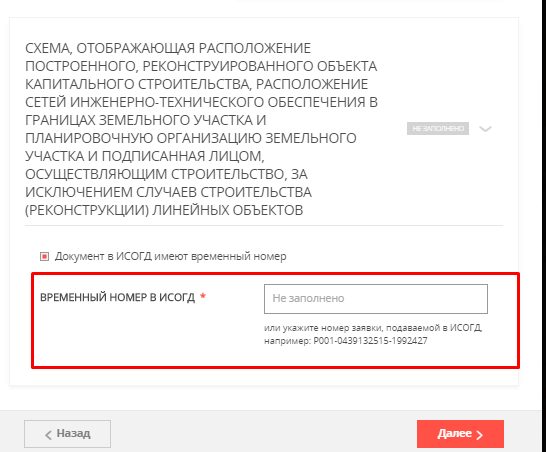 СХЕМА, ОТОБРАЖАЮЩАЯ РАСПОЛОЖЕНИЕ
ПОСТРОЕННОГО, РЕКОНСТРУИРОВАННОГО ОБЪЕКТА
КАПИТАЛЬНОГО СТРОИТЕЛЬСТВА, РАСПОЛОЖЕНИЕ
СЕТЕЙ ИНЖЕНЕРНО-ТЕХНИЧЕСКОГО ОБЕСПЕЧЕНИЯ В
ГРАНИЦАХ ЗЕМЕЛЬНОГО УЧАСТКА И
ПЛАНИРОВОЧНУЮ ОРГАНИЗАЦИЮ ЗЕМЕЛЬНОГО
УЧАСТКА И ПОДПИСАННАЯ ЛИЦОМ,
ОСУЩЕСТВЛЯЮЩИМ СТРОИТЕЛЬСТВО, ЗА
ИСКЛЮЧЕНИЕМ СЛУЧАЕВ СТРОИТЕЛЬСТВА
(РЕКОНСТРУКЦИИ) ЛИНЕЙНЫХ ОБЪЕКТОВ
НЕ ЗАПОЛНЕНО
Документ в ИСОГД имеют временный номер
ВРЕМЕННЫЙ НОМЕР В ИСОГД *
Не заполнено
или укажите номер заявки, подаваемой в ИСОГД,
например: P001-0439132515-1992427
Назад
Далее